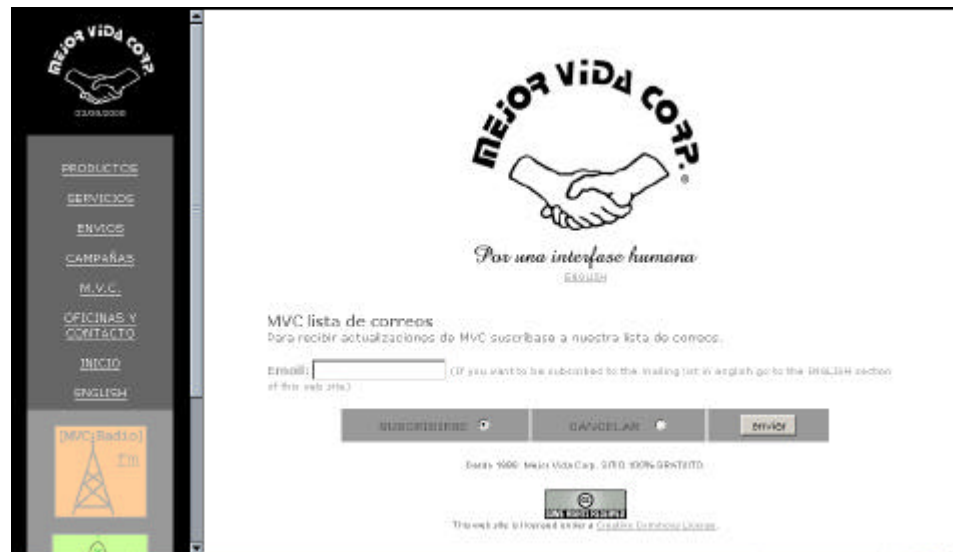 MEJOR VIDA CORP.
PRODUCTOS
SERVICIOS
ENVIOS
CAMPAÑAS
M.V.C.
OFICINAS Y
CONTACTO
INICIO
ENGLISH
[MVC Radio]
fm
MEJOR VIDA CORP.®
Por una interfase humana
ENGLISH
MVC lista de correos
Para recibir actualizaciones de MVC suscríbase a nuestra lista de correos.
Email: (If you want to be subscribed to the mailing list in english go to the ENGLISH section
of this web site)
SUSCRIBIRSE CANCELAR enviar
Mejor Vida Corp. SITIO 100% GRATUITO
SOME RIGHTS RESERVED
This web site is licensed under a Creative Commons License.